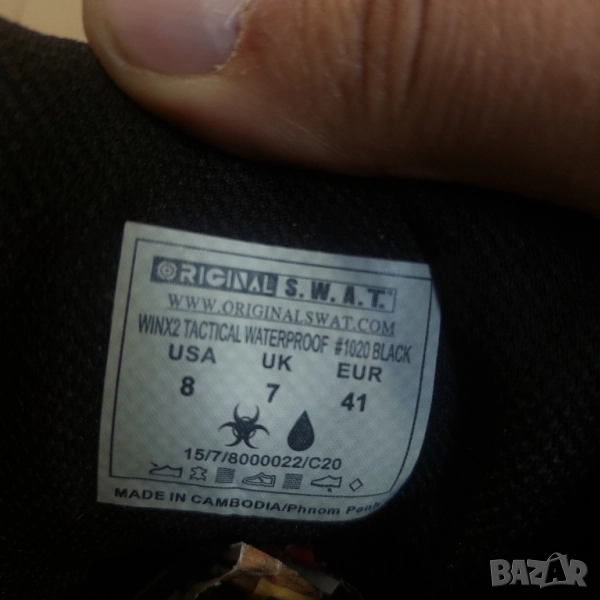 ORIGINAL S.W.A.T.
WWW.ORIGINALSWAT.COM
WINX2 TACTICAL WATERPROOF #1020 BLACK
USA UK EUR
8 7 41
15/7/8000022/C20
MADE IN CAMBODIA/Phnom Penh
BAZAR